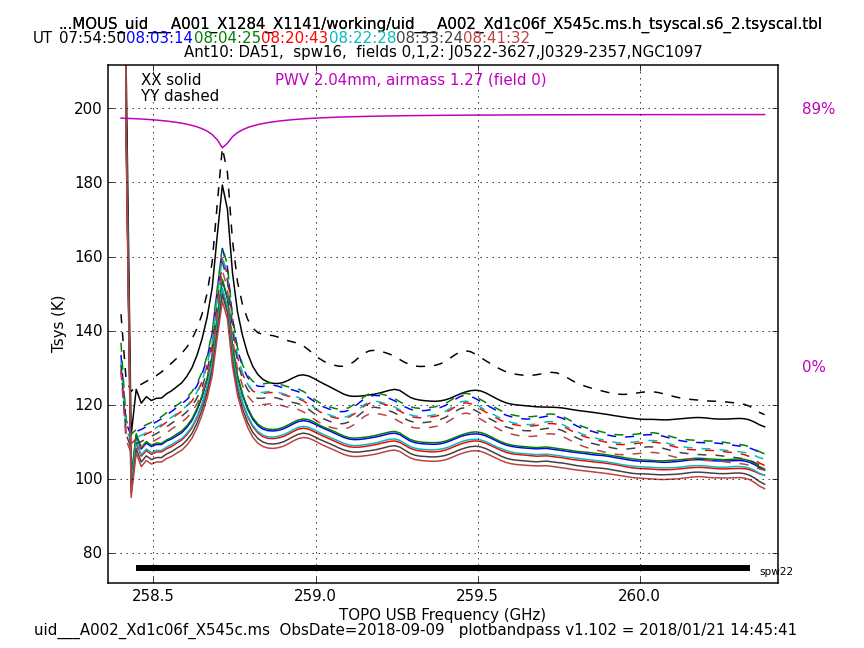 ...MOUS_uid___A001_X1284_X1141/working/uid___A002_Xd1c06f_X545c.ms.h_tsyscal.s6_2.tsyscal.tbl
UT 07:54:50 08:03:14 08:04:25 08:20:43 08:22:28 08:33:24 08:41:32
Ant10: DA51,  spw16,  fields 0,1,2: J0522-3627,J0329-2357,NGC1097
XX solid
PWV 2.04mm, airmass 1.27 (field 0)
YY dashed
200
89%
180
160
Tsys (K)
140
0%
120
100
80
spw22
258.5 259.0 259.5 260.0
TOPO USB Frequency (GHz)
uid___A002_Xd1c06f_X545c.ms  ObsDate=2018-09-09  plotbandpass v1.102 = 2018/01/21 14:45:41